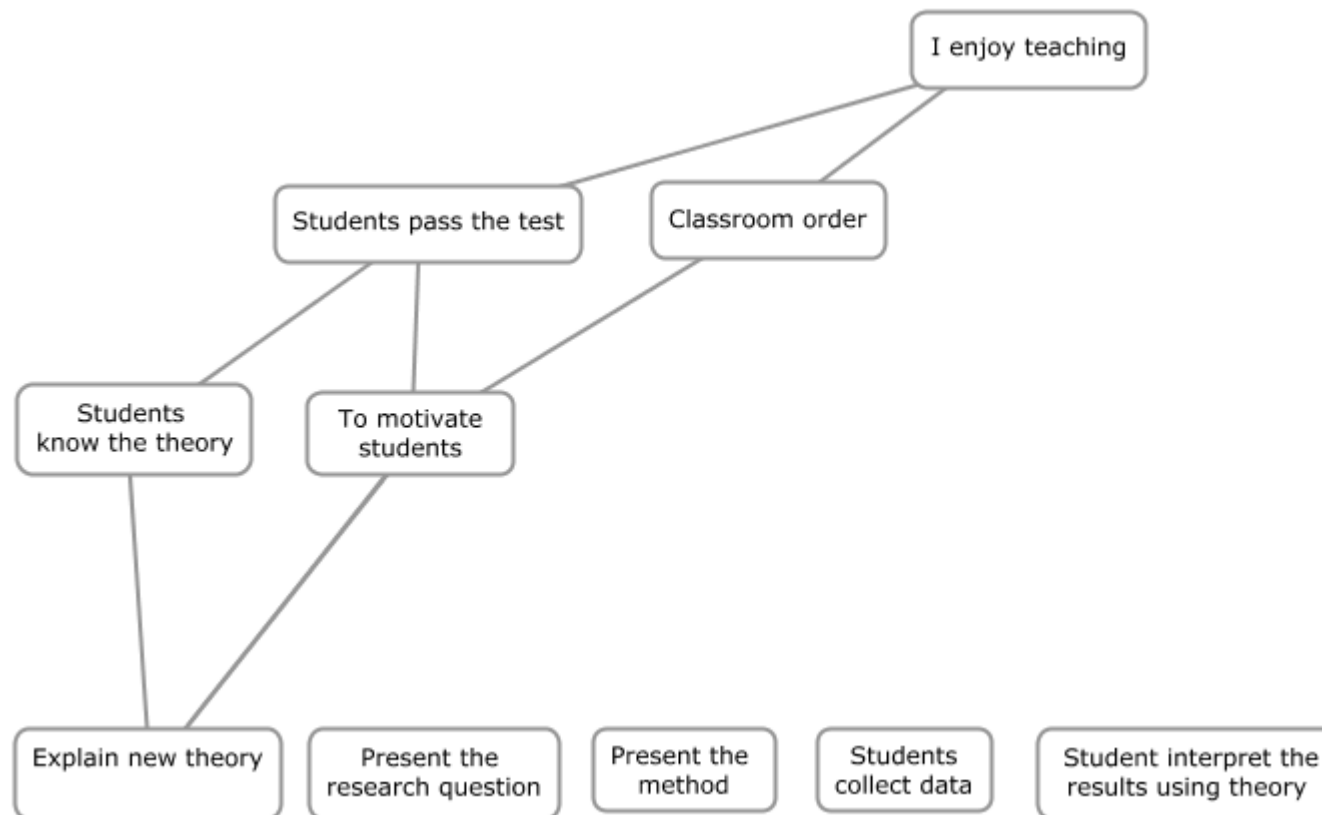 I enjoy teaching
Students pass the test
Classroom order
Students
know the theory
To motivate
students
Explain new theory
Present the
research question
Present the
method
Students
collect data
Student interpret the
results using theory